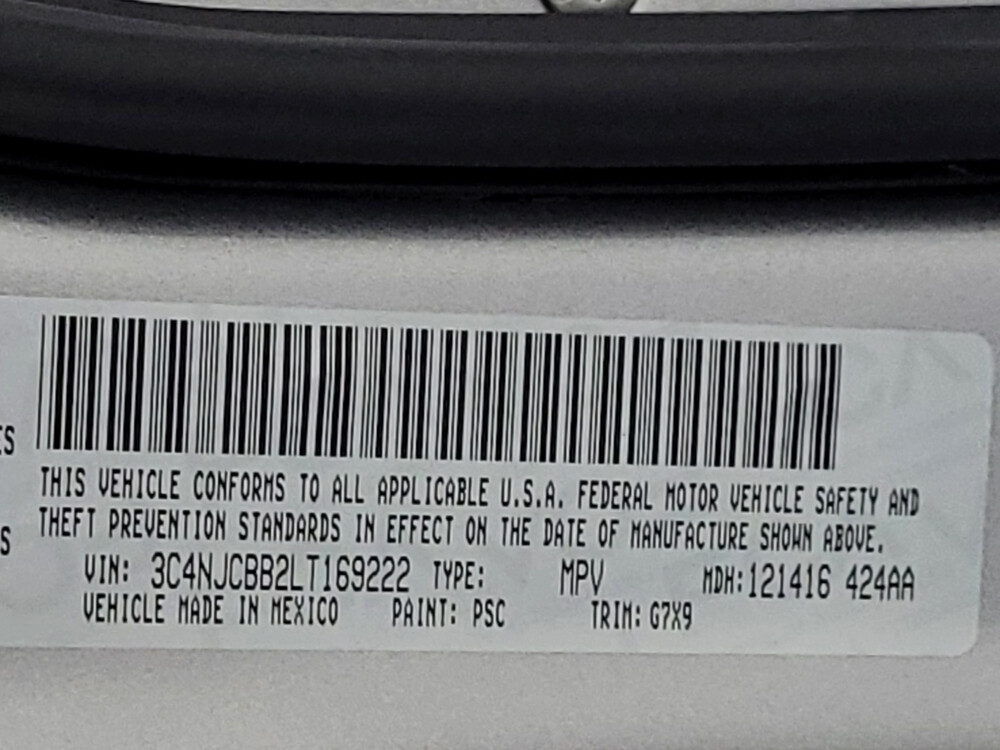 THIS VEHICLE CONFORMS TO ALL APPLICABLE U.S.A. FEDERAL MOTOR VEHICLE SAFETY AND
THEFT PREVENTION STANDARDS IN EFFECT ON THE DATE OF MANUFACTURE SHOWN ABOVE.
VIN: 3C4NJCBB2LT169222 TYPE: MPV MDH:121416 424AA
VEHICLE MADE IN MEXICO PAINT: PSC TRIM: G7X9